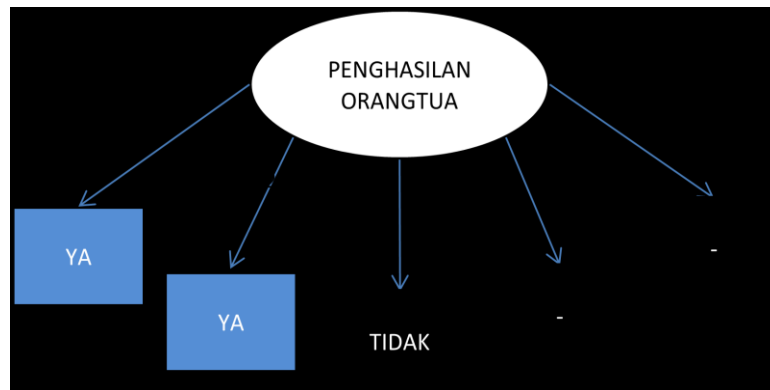 PENGHASILAN
ORANGTUA
YA
YA
TIDAK
-
-